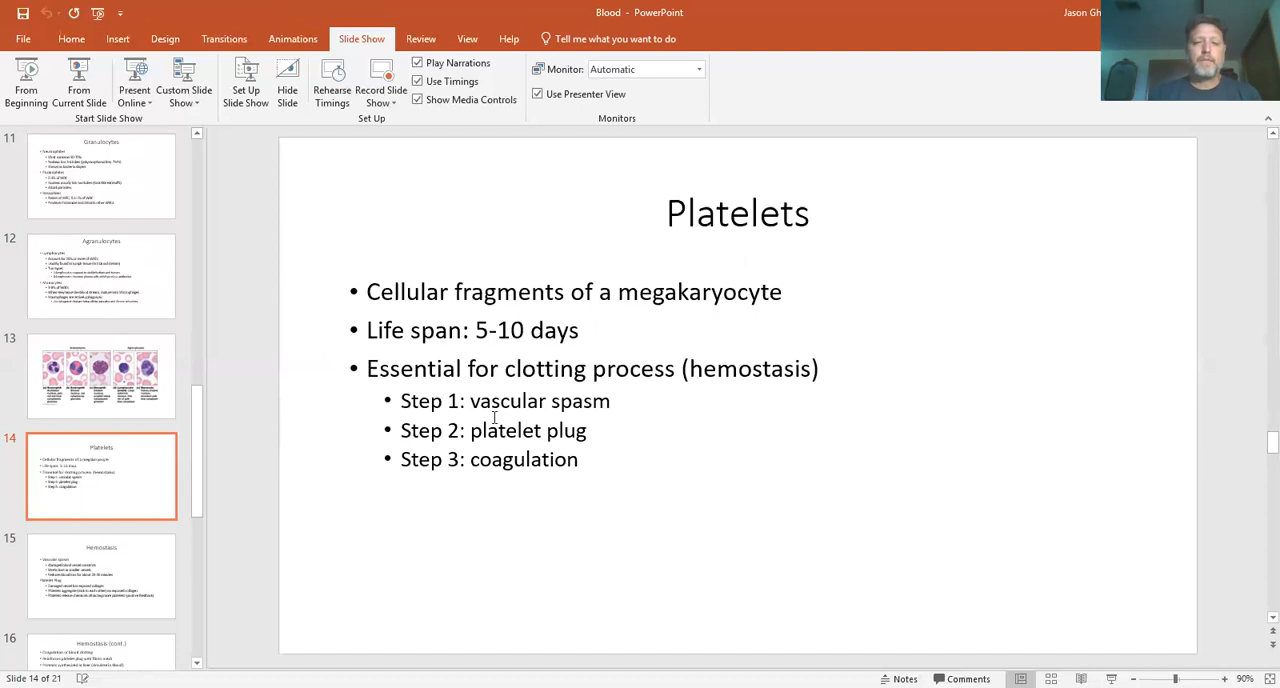 Blood - PowerPoint
Jason Gh
File Home Insert Design Transitions Animations Slide Show Review View Help Tell me what you want to do
From Beginning
From Current Slide
Present Online
Custom Slide Show
Set Up Slide Show
Hide Slide
Rehearse Timings
Record Slide Show
Play Narrations
Use Timings
Show Media Controls
Monitor: Automatic
Use Presenter View
Start Slide Show
Set Up
Monitors
11
Granulocytes
12
Agranulocytes
13
14
Platelets
15
Hemostasis
16
Hemostasis (cont.)
Platelets
• Cellular fragments of a megakaryocyte
• Life span: 5-10 days
• Essential for clotting process (hemostasis)
• Step 1: vascular spasm
• Step 2: platelet plug
• Step 3: coagulation
Slide 14 of 21
Notes
Comments
90%